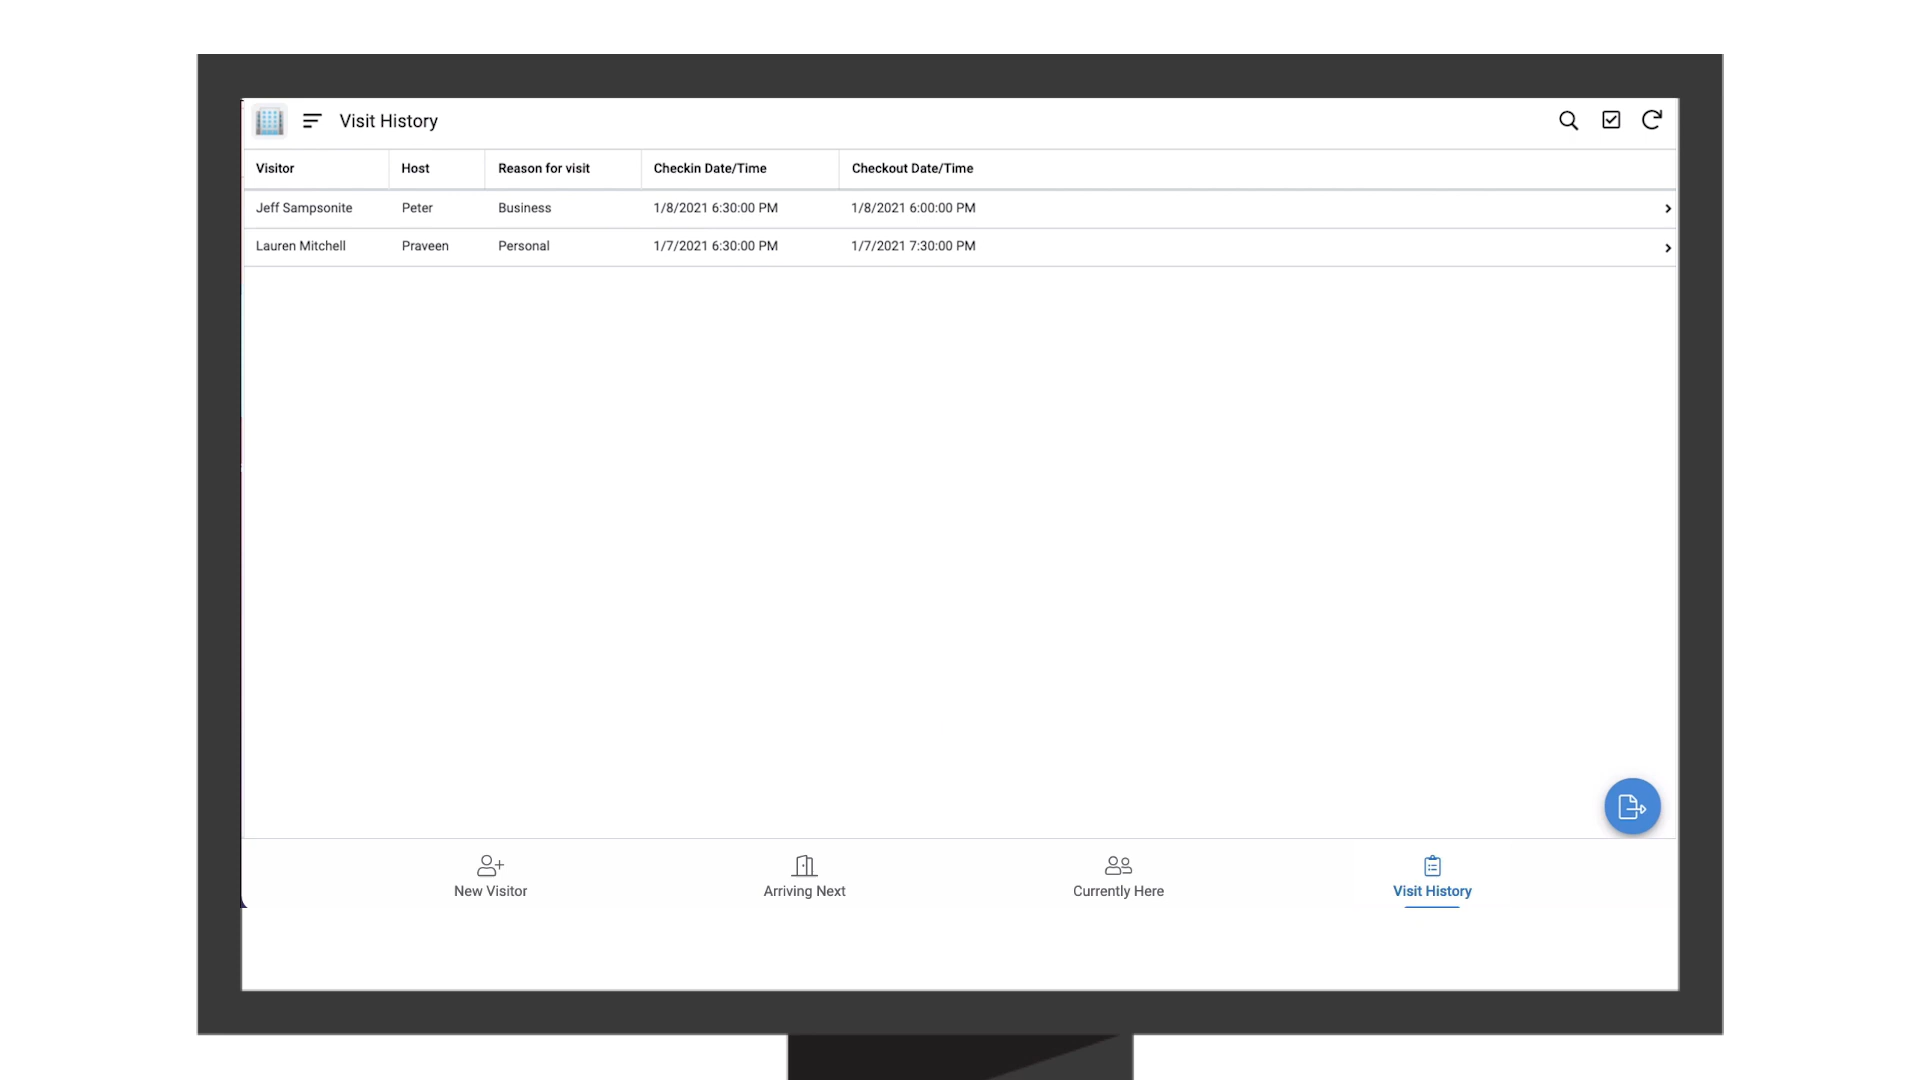 Visit History
Visitor Host Reason for visit Checkin Date/Time Checkout Date/Time
Jeff Sampsonite Peter Business 1/8/2021 6:30:00 PM 1/8/2021 6:00:00 PM
Lauren Mitchell Praveen Personal 1/7/2021 6:30:00 PM 1/7/2021 7:30:00 PM
New Visitor Arriving Next Currently Here Visit History